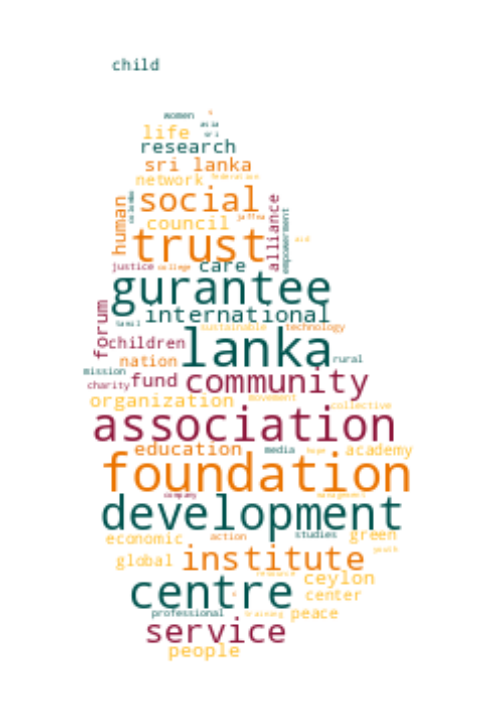 child
women
asia
life
sri
research
sri lanka
network federation
human
colombo
social
alliance
council jaffna
empowerment
trust aid
justice college care
gurantee
international
forum
tamil sustainable technology
children lanka
nation rural
mission
charity fund community
organization movement
collective
association
education media hope academy
foundation
company management
development
economic action studies green
youth
global institute
resource ceylon
centre center
professional training peace
service
people